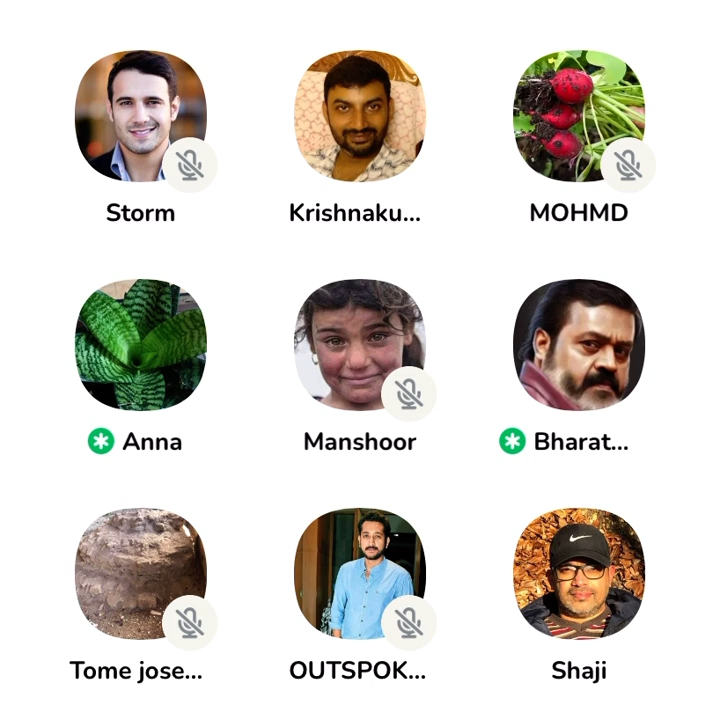 Storm
Krishnaku...
MOHMD
Anna
Manshoor
Bharat...
Tome jose...
OUTSPOK...
Shaji